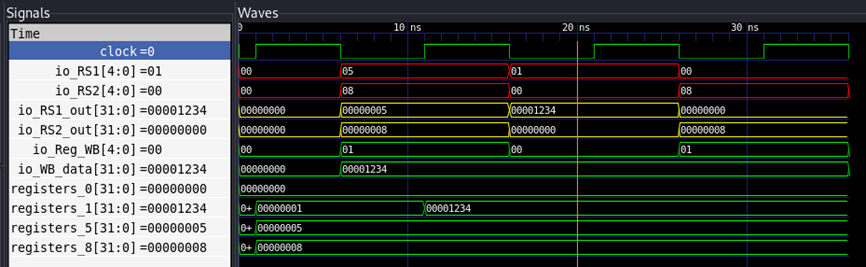 Signals
Waves
Time
0 10 ns 20 ns 30 ns
clock=0
io_RS1[4:0]=01 00 05 01 00
io_RS2[4:0]=00 00 08 00 08
io_RS1_out[31:0]=00001234 00000000 00000005 00001234 00000000
io_RS2_out[31:0]=00000000 00000000 00000008 00000000 00000008
io_Reg_WB[4:0]=00 00 01 00 01
io_WB_data[31:0]=00001234 00000000 00001234
registers_0[31:0]=00000000 00000000
registers_1[31:0]=00001234 0+ 00000001 00001234
registers_5[31:0]=00000005 0+ 00000005
registers_8[31:0]=00000008 0+ 00000008